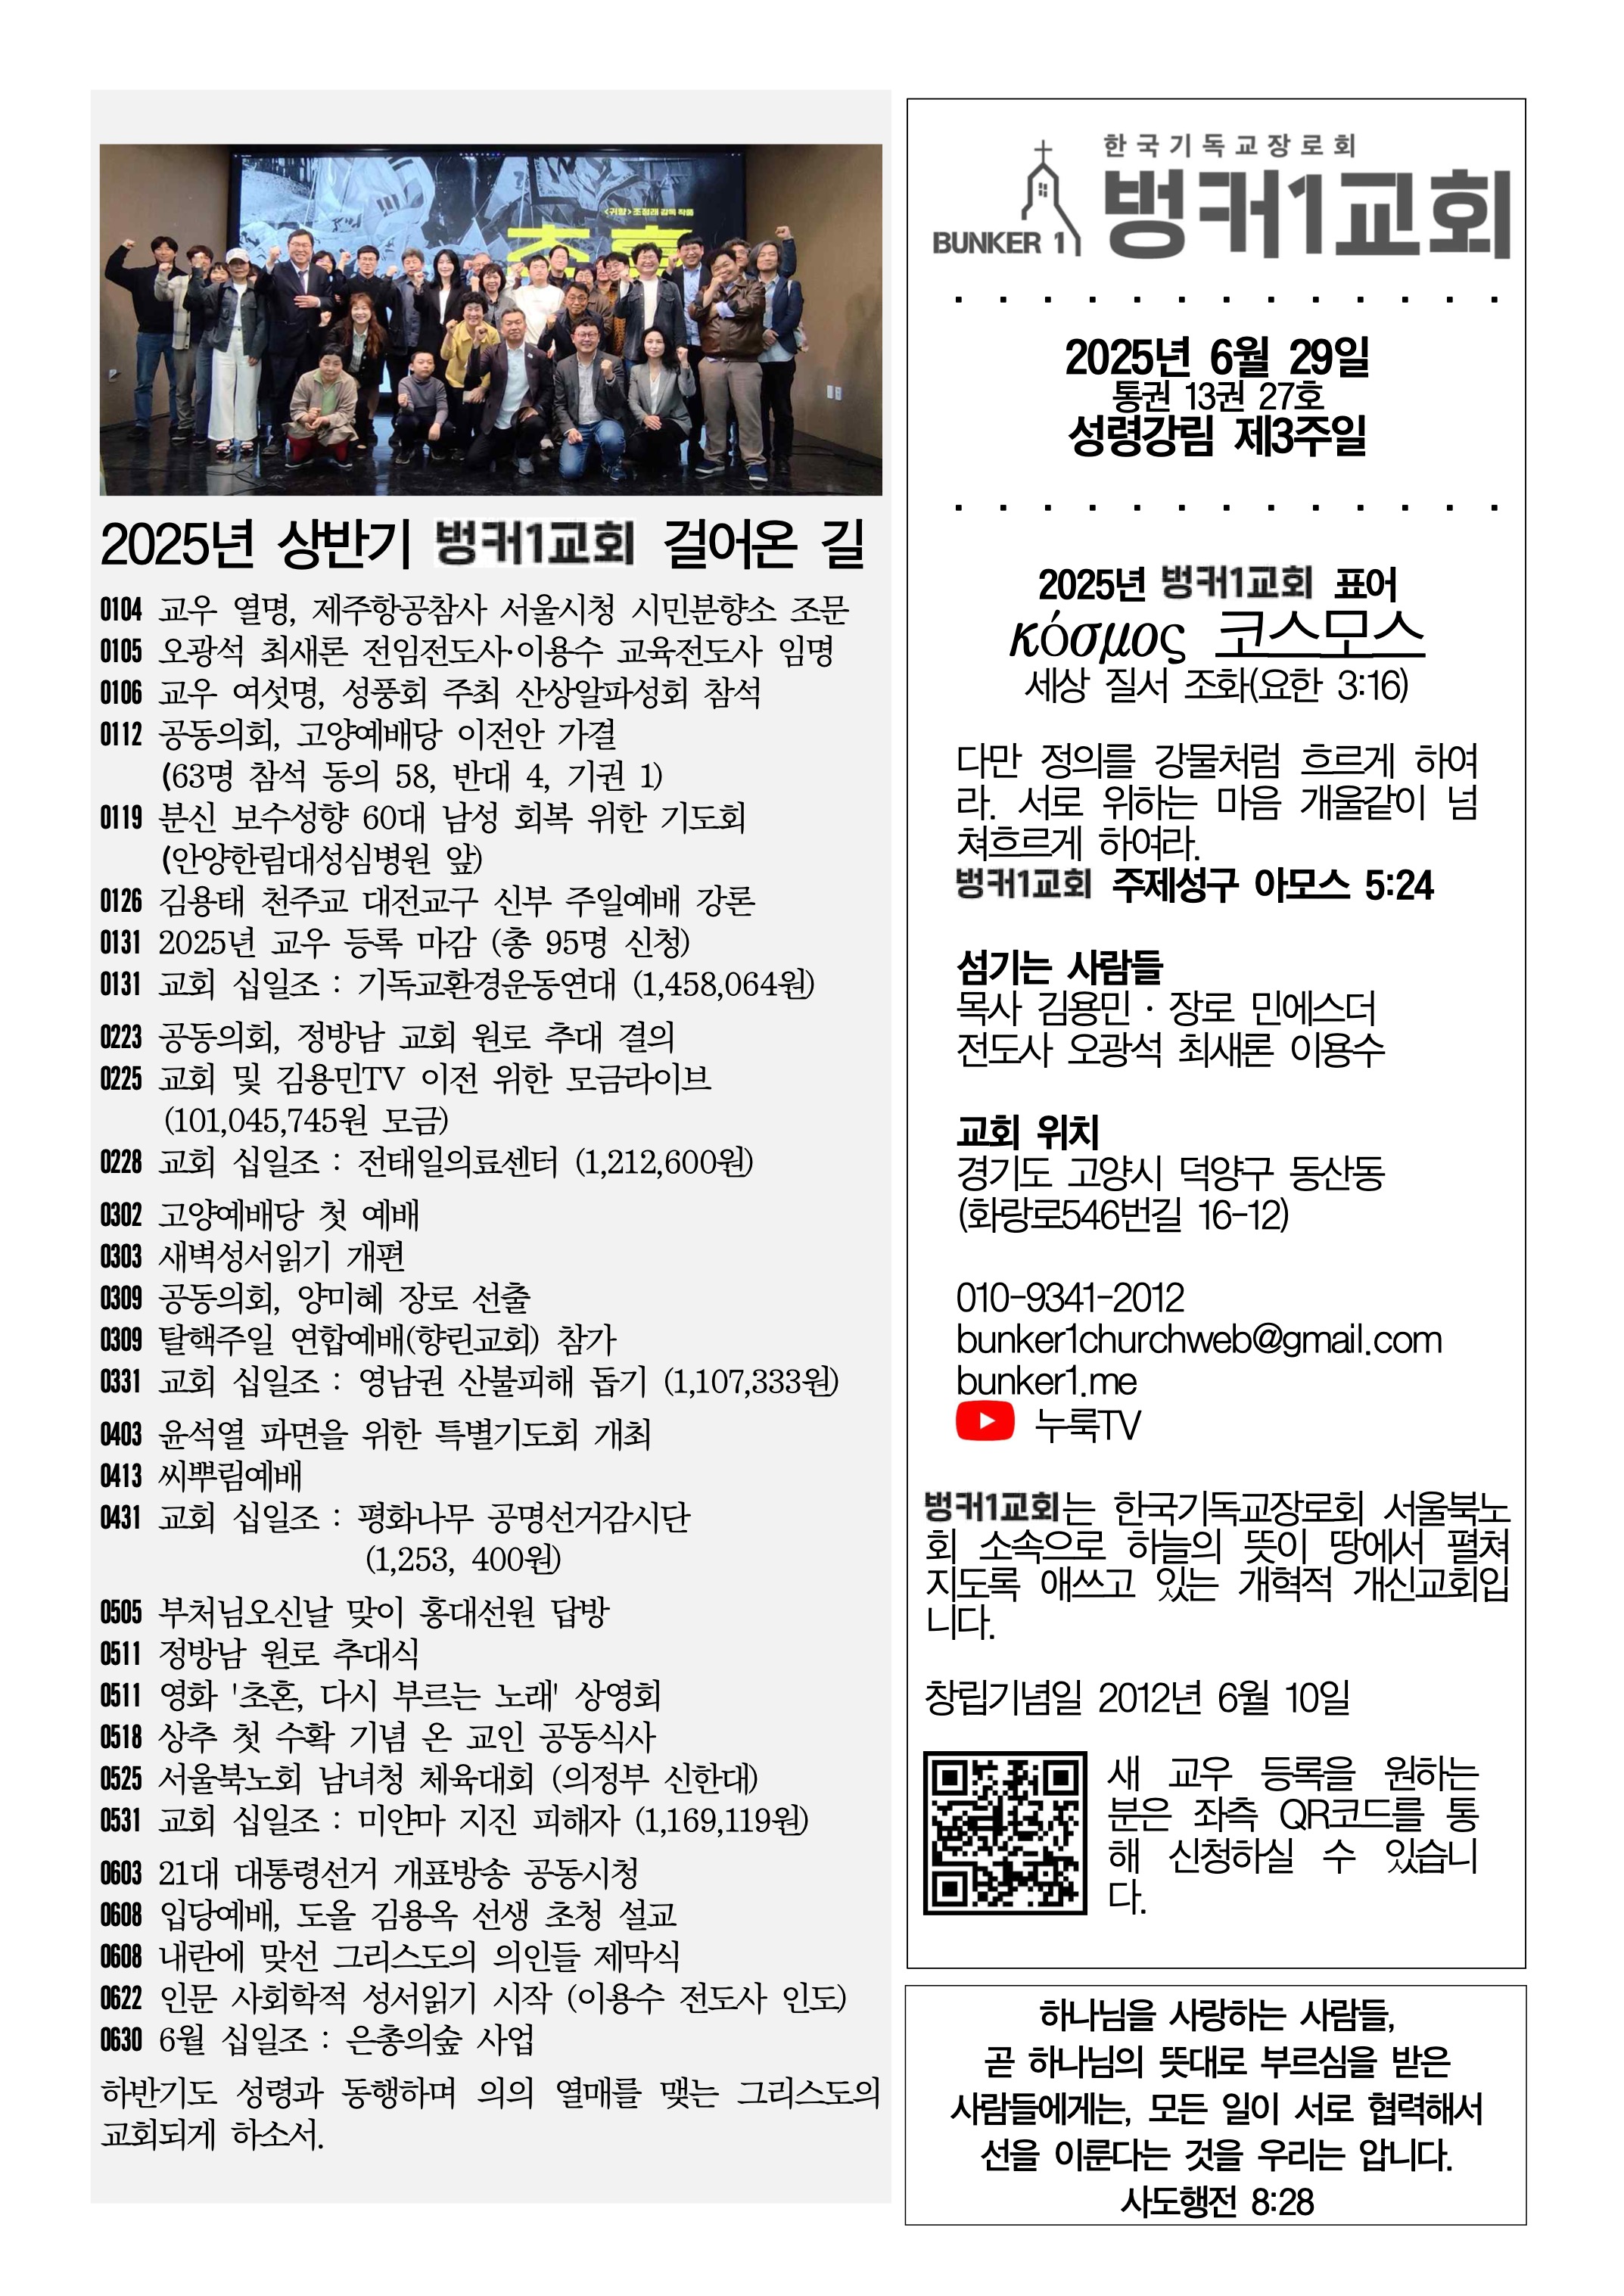 <귀향> 조정래 감독 작품
초혼
2025년 상반기 벙커1교회 걸어온 길
0104 교우 열명, 제주항공참사 서울시청 시민분향소 조문
0105 오광석 최새론 전임전도사·이용수 교육전도사 임명
0106 교우 여섯명, 성풍회 주최 산상알파성회 참석
0112 공동의회, 고양예배당 이전안 가결
(63명 참석 동의 58, 반대 4, 기권 1)
0119 분신 보수성향 60대 남성 회복 위한 기도회
(안양한림대성심병원 앞)
0126 김용태 천주교 대전교구 신부 주일예배 강론
0131 2025년 교우 등록 마감 (총 95명 신청)
0131 교회 십일조 : 기독교환경운동연대 (1,458,064원)
0223 공동의회, 정방남 교회 원로 추대 결의
0225 교회 및 김용민TV 이전 위한 모금라이브
(101,045,745원 모금)
0228 교회 십일조 : 전태일의료센터 (1,212,600원)
0302 고양예배당 첫 예배
0303 새벽성서읽기 개편
0309 공동의회, 양미혜 장로 선출
0309 탈핵주일 연합예배(향린교회) 참가
0331 교회 십일조 : 영남권 산불피해 돕기 (1,107,333원)
0403 윤석열 파면을 위한 특별기도회 개최
0413 씨뿌림예배
0431 교회 십일조 : 평화나무 공명선거감시단
(1,253, 400원)
0505 부처님오신날 맞이 홍대선원 답방
0511 정방남 원로 추대식
0511 영화 '초혼, 다시 부르는 노래' 상영회
0518 상추 첫 수확 기념 온 교인 공동식사
0525 서울북노회 남녀청 체육대회 (의정부 신한대)
0531 교회 십일조 : 미얀마 지진 피해자 (1,169,119원)
0603 21대 대통령선거 개표방송 공동시청
0608 입당예배, 도올 김용옥 선생 초청 설교
0608 내란에 맞선 그리스도의 의인들 제막식
0622 인문 사회학적 성서읽기 시작 (이용수 전도사 인도)
0630 6월 십일조 : 은총의숲 사업
하반기도 성령과 동행하며 의의 열매를 맺는 그리스도의
교회되게 하소서.
한국기독교장로회
BUNKER 1 벙커1교회
2025년 6월 29일
통권 13권 27호
성령강림 제3주일
2025년 벙커1교회 표어
κόσμος 코스모스
세상 질서 조화(요한 3:16)
다만 정의를 강물처럼 흐르게 하여
라. 서로 위하는 마음 개울같이 넘
쳐흐르게 하여라.
벙커1교회 주제성구 아모스 5:24
섬기는 사람들
목사 김용민 · 장로 민에스더
전도사 오광석 최새론 이용수
교회 위치
경기도 고양시 덕양구 동산동
(화랑로546번길 16-12)
010-9341-2012
bunker1churchweb@gmail.com
bunker1.me
누룩TV
벙커1교회는 한국기독교장로회 서울북노
회 소속으로 하늘의 뜻이 땅에서 펼쳐
지도록 애쓰고 있는 개혁적 개신교회입
니다.
창립기념일 2012년 6월 10일
새 교우 등록을 원하는
분은 좌측 QR코드를 통
해 신청하실 수 있습니
다.
하나님을 사랑하는 사람들,
곧 하나님의 뜻대로 부르심을 받은
사람들에게는, 모든 일이 서로 협력해서
선을 이룬다는 것을 우리는 압니다.
사도행전 8:28